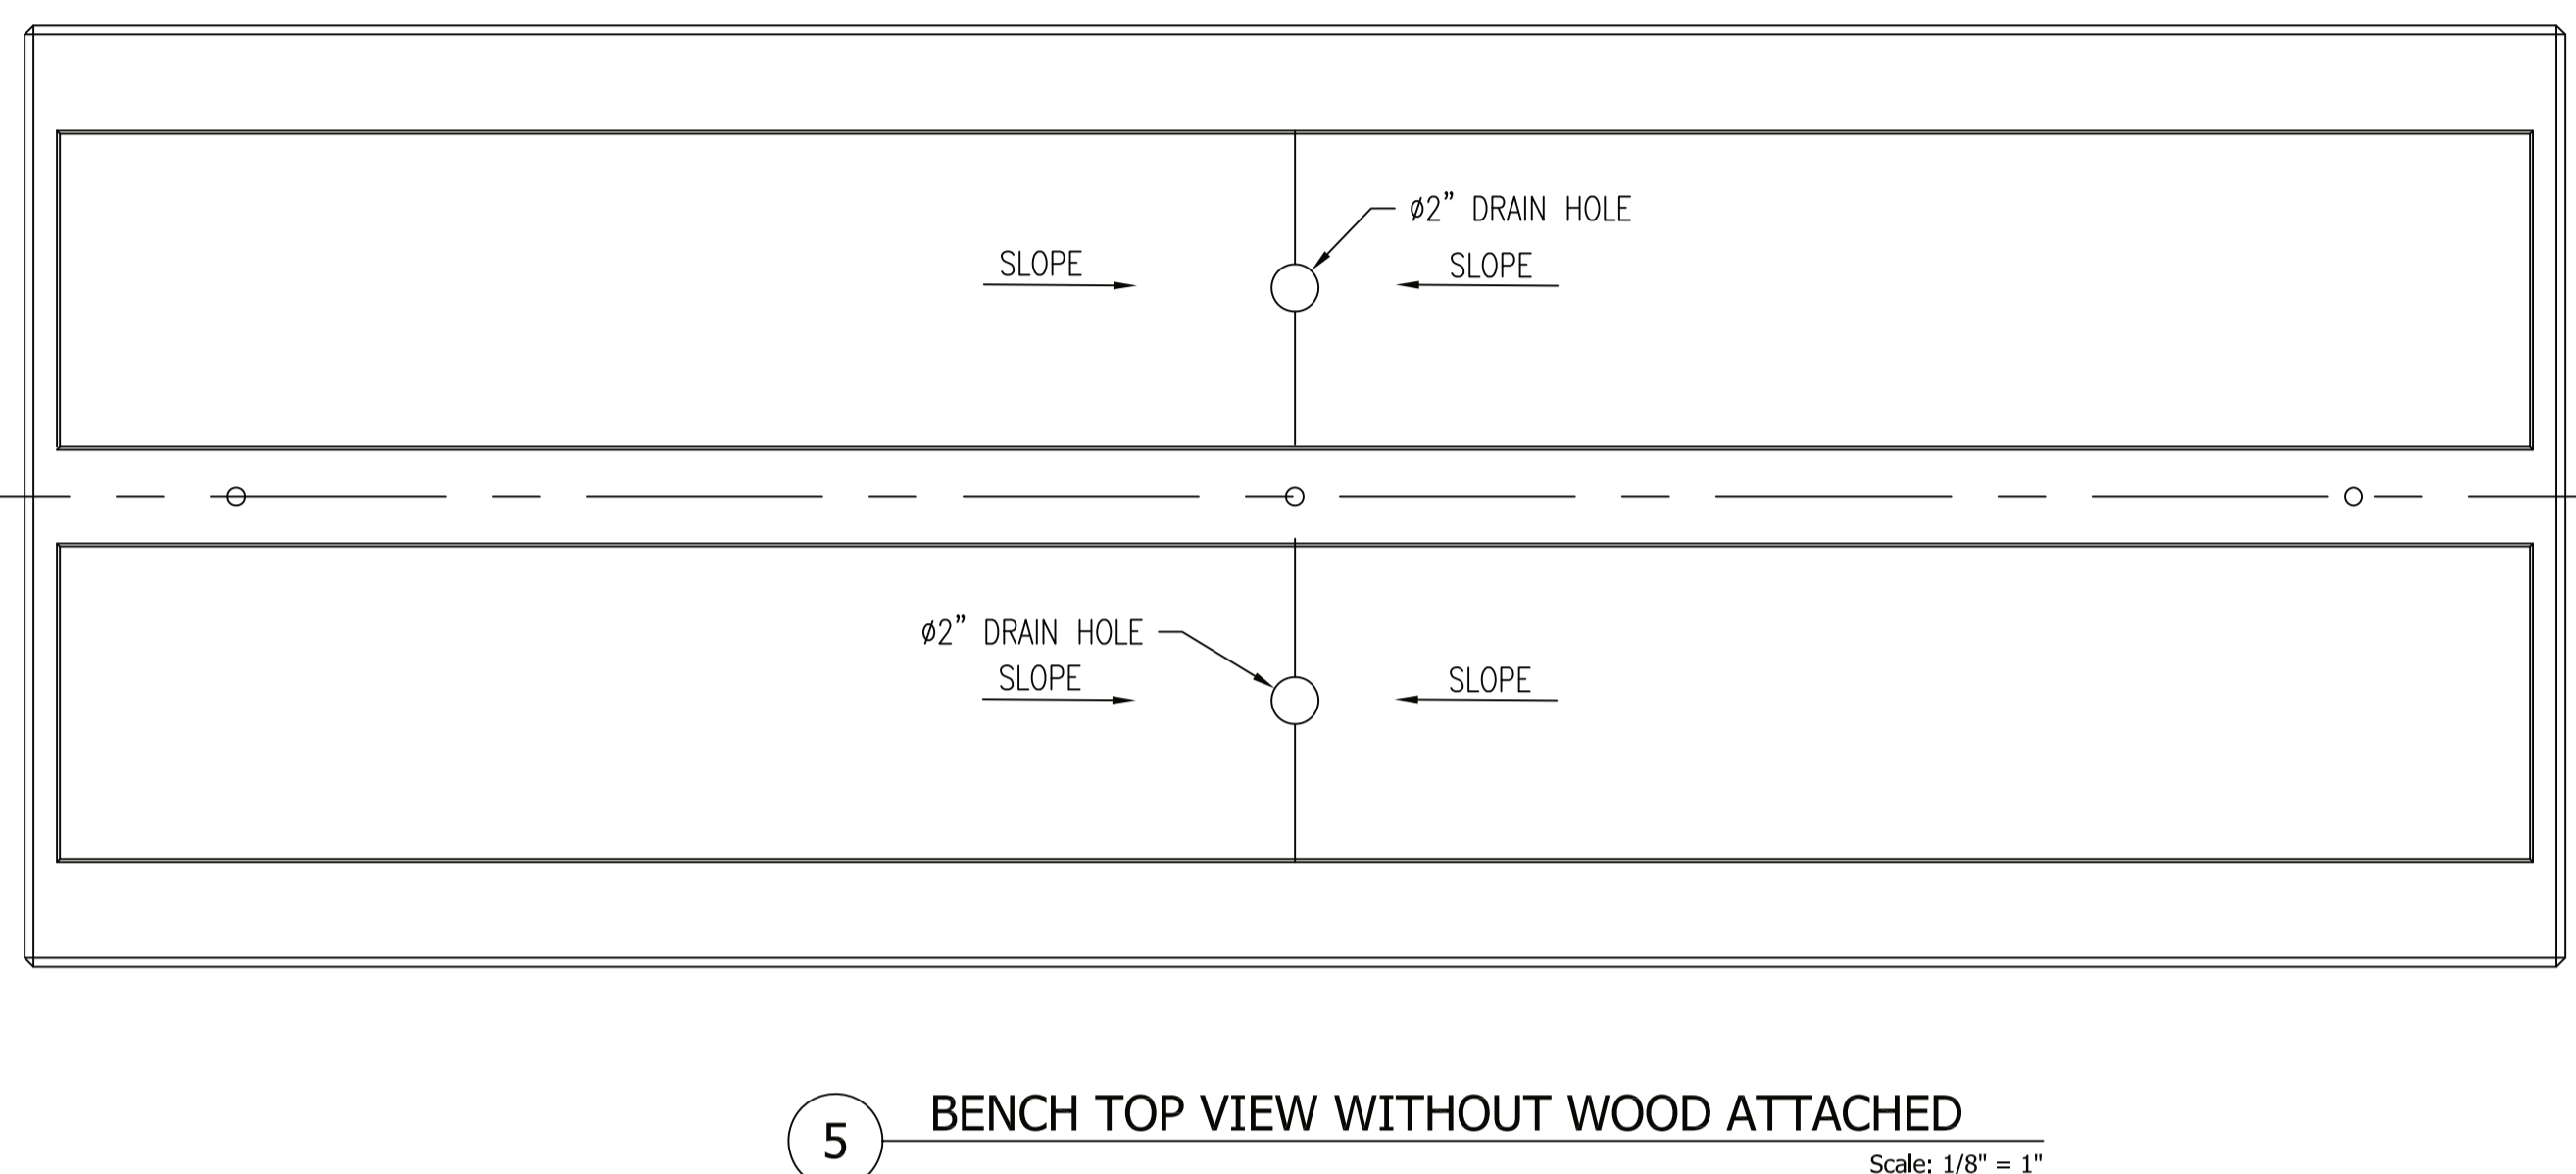 ø2” DRAIN HOLE
SLOPE
SLOPE
ø2” DRAIN HOLE
SLOPE
SLOPE
5
BENCH TOP VIEW WITHOUT WOOD ATTACHED
Scale: 1/8" = 1"